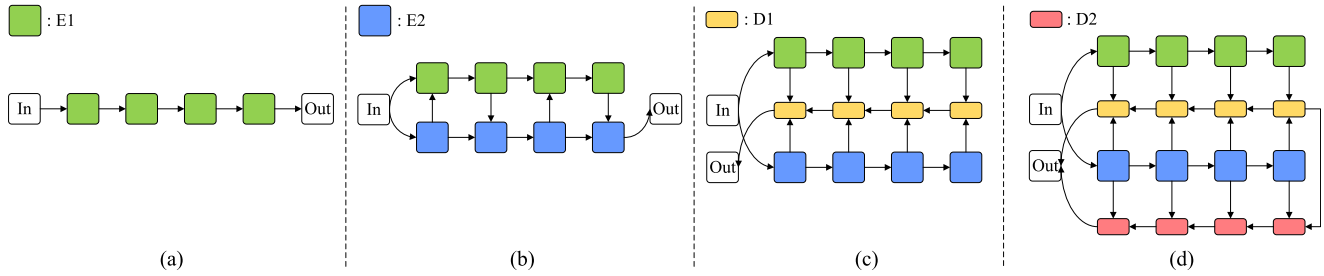 : E1
In
Out
(a)
: E2
In
Out
(b)
: D1
In
Out
(c)
: D2
In
Out
(d)